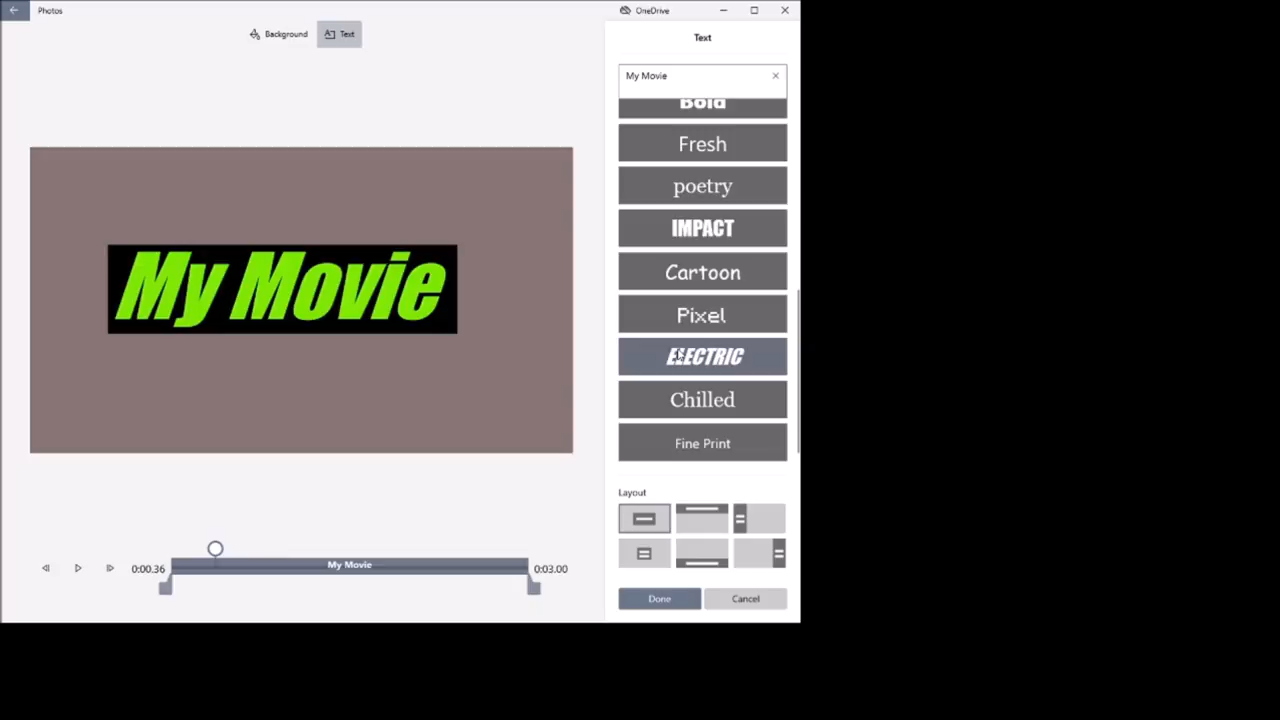 Photos
OneDrive
Background
Text
Text
My Movie
Bold
Fresh
poetry
IMPACT
Cartoon
Pixel
ELECTRIC
Chilled
Fine Print
My Movie
Layout
0:00.36
My Movie
0:03.00
Done
Cancel